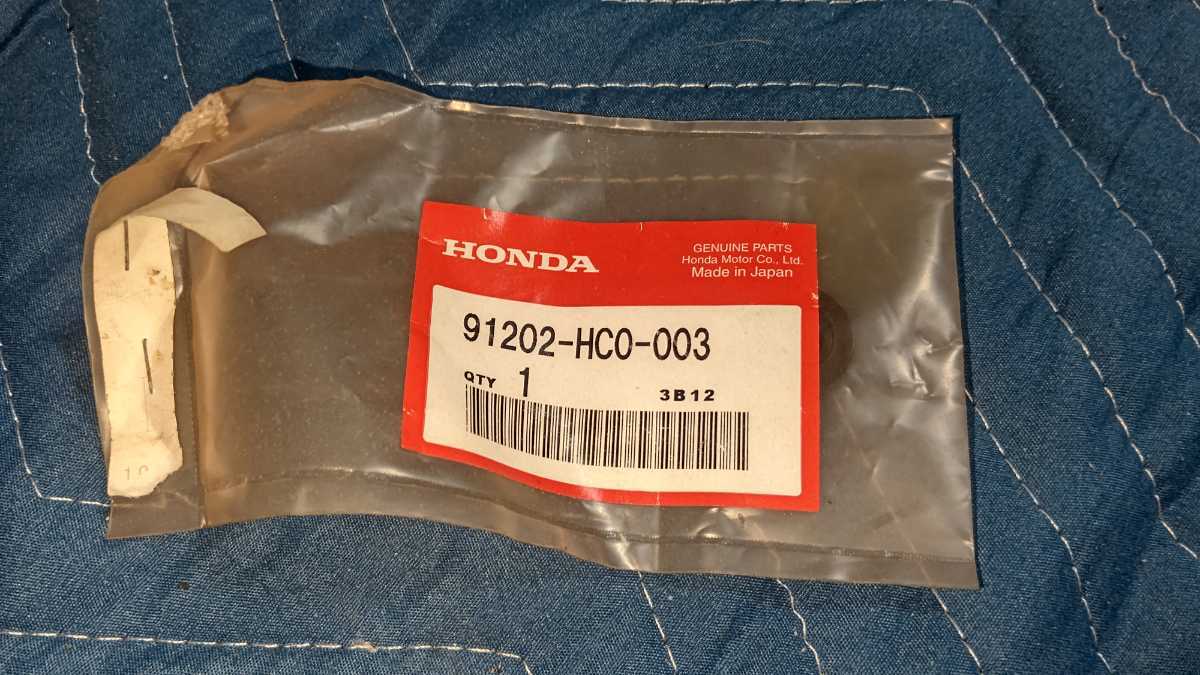 HONDA
GENUINE PARTS
Honda Motor Co., Ltd.
Made in Japan
91202-HC0-003
QTY 1 3B12